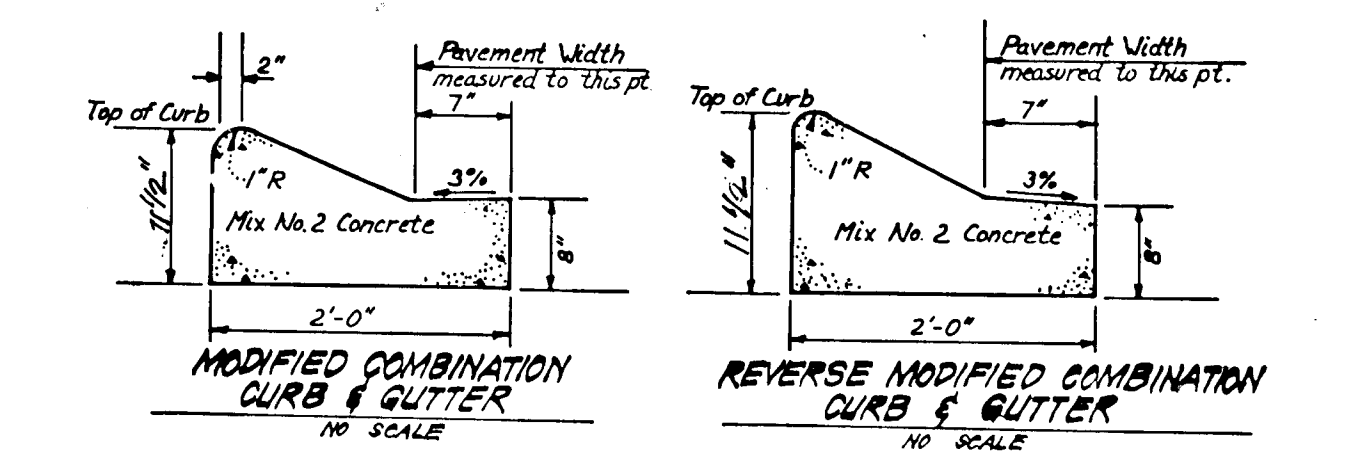 2"
Pavement Width
measured to this pt.
7"
Top of Curb
1"R
3%
11 1/2"
Mix No. 2 Concrete
8"
2'-0"
MODIFIED COMBINATION
CURB & GUTTER
NO SCALE
Pavement Width
measured to this pt.
7"
Top of Curb
1"R
3%
11 1/2"
Mix No. 2 Concrete
8"
2'-0"
REVERSE MODIFIED COMBINATION
CURB & GUTTER
NO SCALE